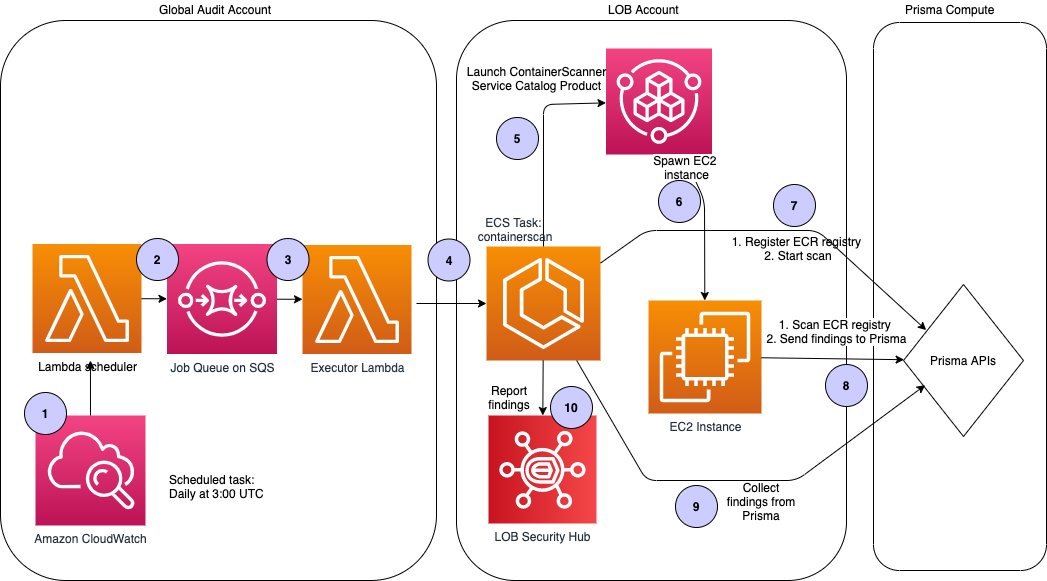 Global Audit Account
LOB Account
Prisma Compute
Launch ContainerScanner
Service Catalog Product
5
Spawn EC2
instance
6
7
ECS Task:
containerscan
1. Register ECR registry
2. Start scan
2
3
4
1. Scan ECR registry
2. Send findings to Prisma
Prisma APIs
Lambda scheduler
Job Queue on SQS
Executor Lambda
8
Report
findings
10
1
EC2 Instance
Scheduled task:
Daily at 3:00 UTC
9
Collect
findings from
Prisma
Amazon CloudWatch
LOB Security Hub